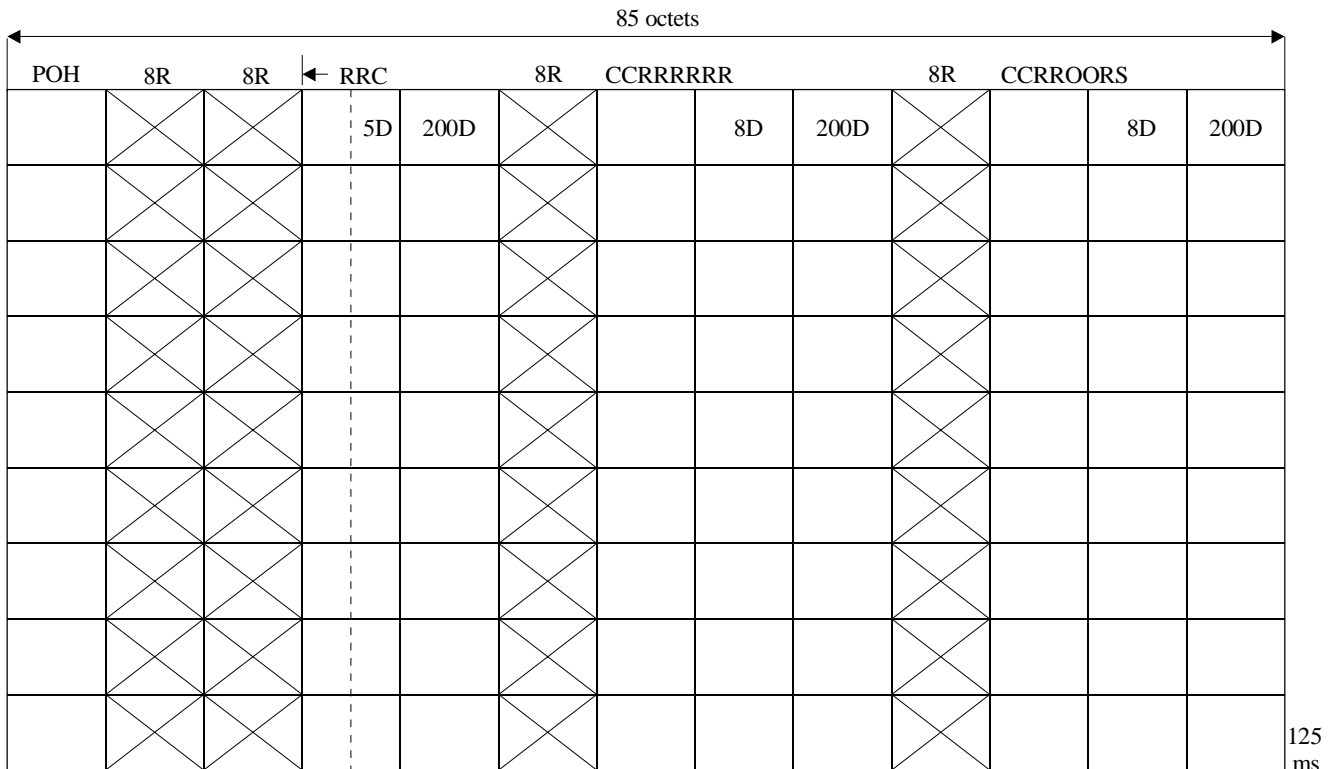 85 octets
POH 8R 8R RRC 8R CCRRRRRR 8R CCRROORS
5D 200D 8D 200D 8D 200D
125
ms